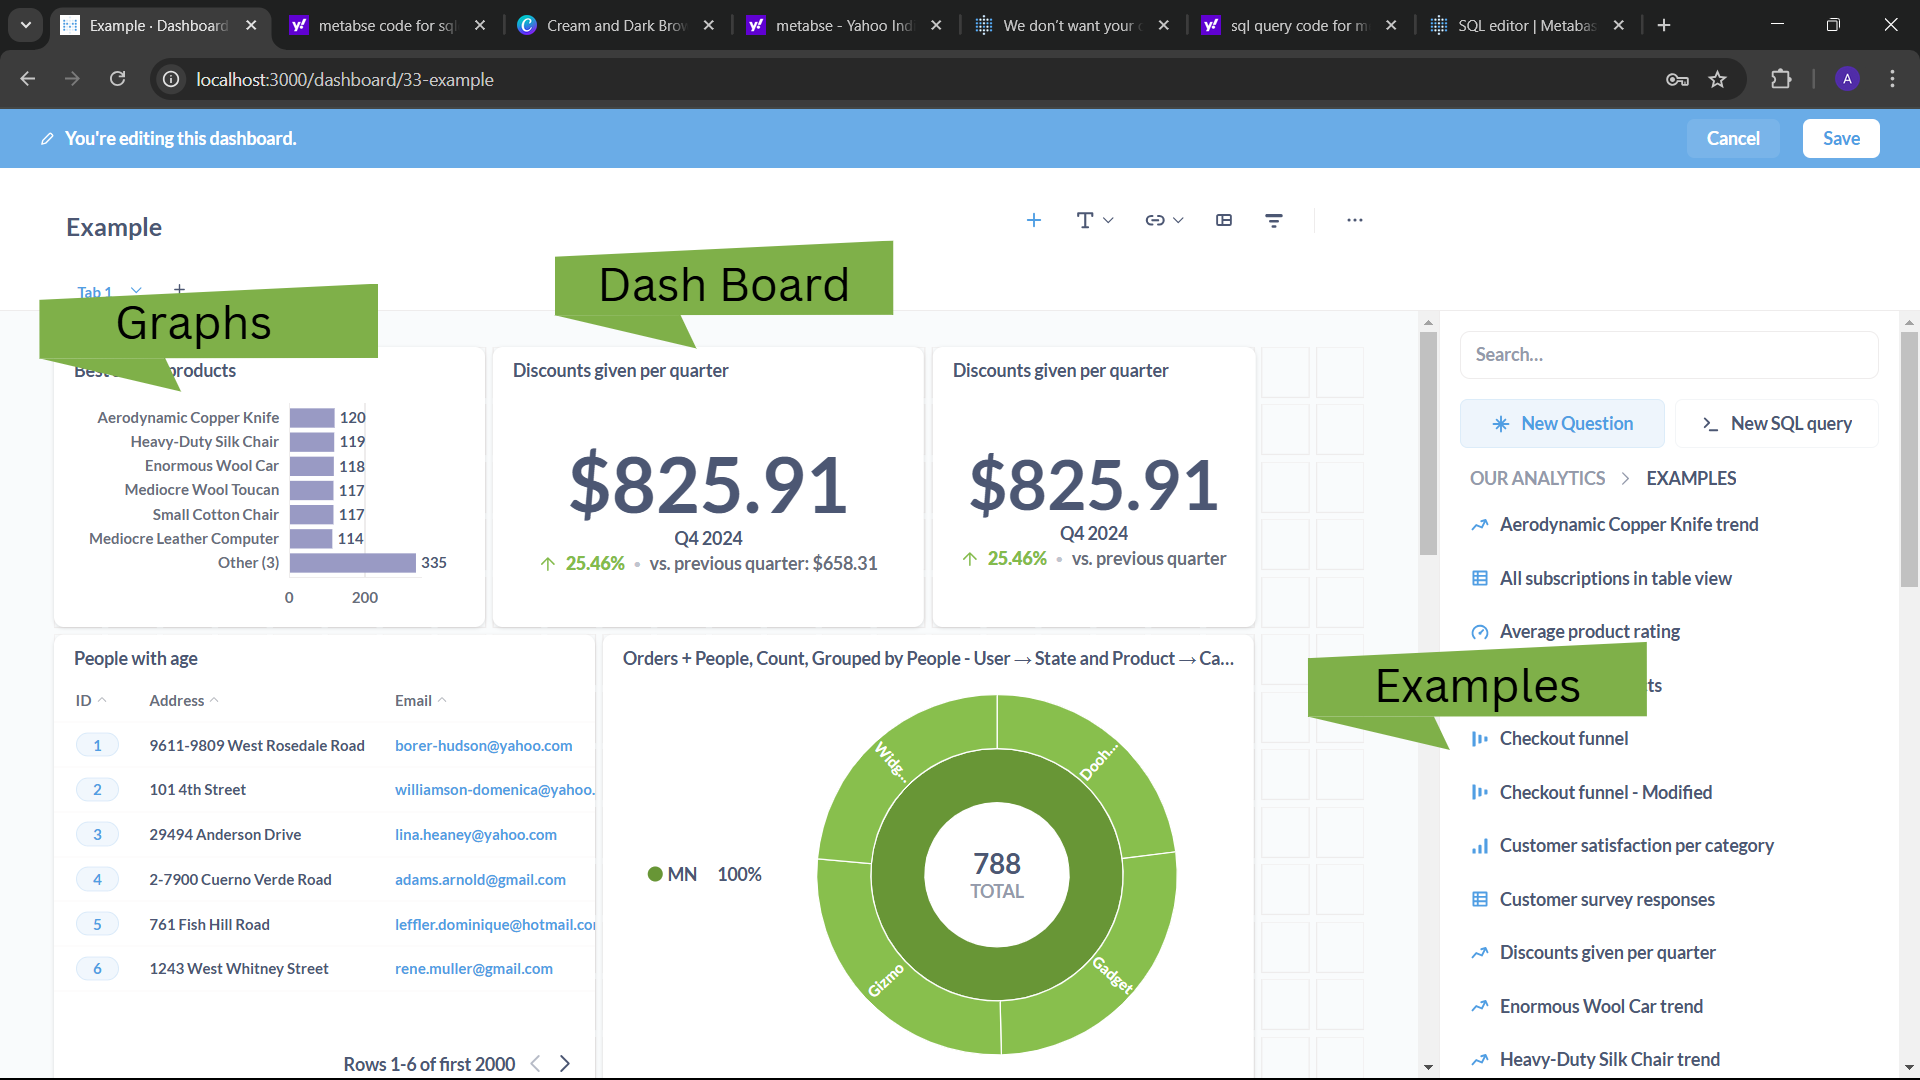 Example · Dashboard
metabse code for sql
Cream and Dark Brov
metabse - Yahoo Indi
We don't want your
sql query code for m
SQL editor | Metabas
localhost:3000/dashboard/33-example
A
You're editing this dashboard.
Cancel
Save
Example
Tab 1
Dash Board
Graphs
products
Aerodynamic Copper Knife 120
Heavy-Duty Silk Chair 119
Enormous Wool Car 118
Mediocre Wool Toucan 117
Small Cotton Chair 117
Mediocre Leather Computer 114
Other (3) 335
0 200
Discounts given per quarter
$825.91
Q4 2024
↑ 25.46% • vs. previous quarter: $658.31
Discounts given per quarter
$825.91
Q4 2024
↑ 25.46% • vs. previous quarter
People with age
ID Address Email
1 9611-9809 West Rosedale Road borer-hudson@yahoo.com
2 101 4th Street williamson-domenica@yahoo.
3 29494 Anderson Drive lina.heaney@yahoo.com
4 2-7900 Cuerno Verde Road adams.arnold@gmail.com
5 761 Fish Hill Road leffler.dominique@hotmail.co
6 1243 West Whitney Street rene.muller@gmail.com
Rows 1-6 of first 2000
Orders + People, Count, Grouped by People - User → State and Product → Ca...
MN 100%
788
TOTAL
Widg...
Dooh...
Gizmo
Gadget
Search...
New Question
New SQL query
OUR ANALYTICS > EXAMPLES
Aerodynamic Copper Knife trend
All subscriptions in table view
Average product rating
Examples
ts
Checkout funnel
Checkout funnel - Modified
Customer satisfaction per category
Customer survey responses
Discounts given per quarter
Enormous Wool Car trend
Heavy-Duty Silk Chair trend